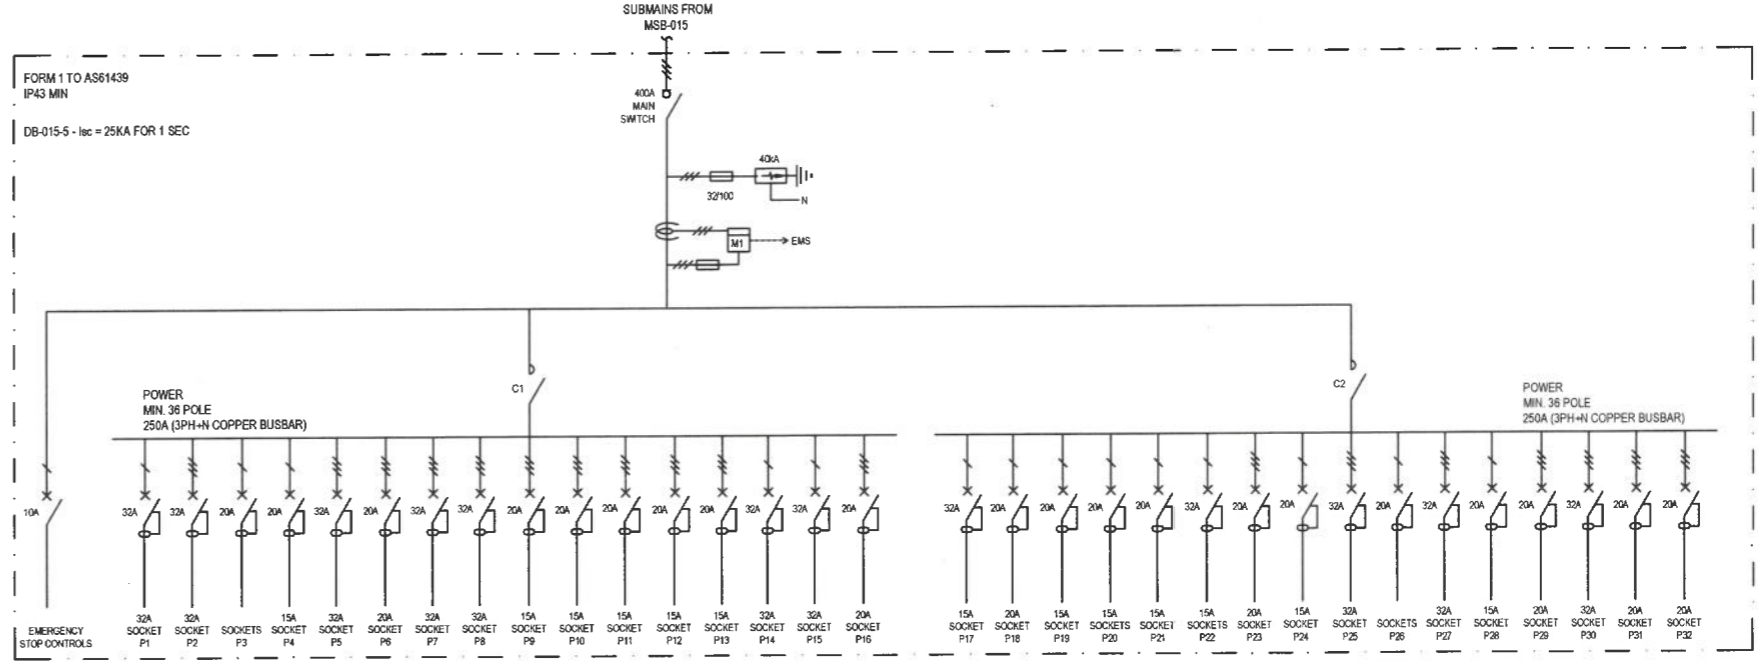 SUBMAINS FROM
MSB-015
FORM 1 TO AS61439
IP43 MIN
DB-015-5 - Isc = 25KA FOR 1 SEC
400A
MAIN
SWITCH
40kA
32/100
N
M1
EMS
C1
C2
POWER
MIN. 36 POLE
250A (3PH+N COPPER BUSBAR)
POWER
MIN. 36 POLE
250A (3PH+N COPPER BUSBAR)
10A
32A 32A 20A 20A 32A 20A 32A 32A 20A 20A 20A 20A 20A 32A 32A 20A
32A 20A 20A 20A 20A 32A 20A 20A 32A 20A 32A 20A 20A 32A 20A 20A
EMERGENCY
STOP CONTROLS
32A
SOCKET
P1
32A
SOCKET
P2
SOCKETS
P3
15A
SOCKET
P4
32A
SOCKET
P5
20A
SOCKET
P6
32A
SOCKET
P7
32A
SOCKET
P8
15A
SOCKET
P9
15A
SOCKET
P10
15A
SOCKET
P11
15A
SOCKET
P12
15A
SOCKET
P13
32A
SOCKET
P14
32A
SOCKET
P15
20A
SOCKET
P16
15A
SOCKET
P17
20A
SOCKET
P18
15A
SOCKET
P19
15A
SOCKETS
P20
15A
SOCKET
P21
15A
SOCKETS
P22
20A
SOCKET
P23
15A
SOCKET
P24
32A
SOCKET
P25
SOCKETS
P26
32A
SOCKET
P27
15A
SOCKET
P28
20A
SOCKET
P29
32A
SOCKET
P30
20A
SOCKET
P31
20A
SOCKET
P32